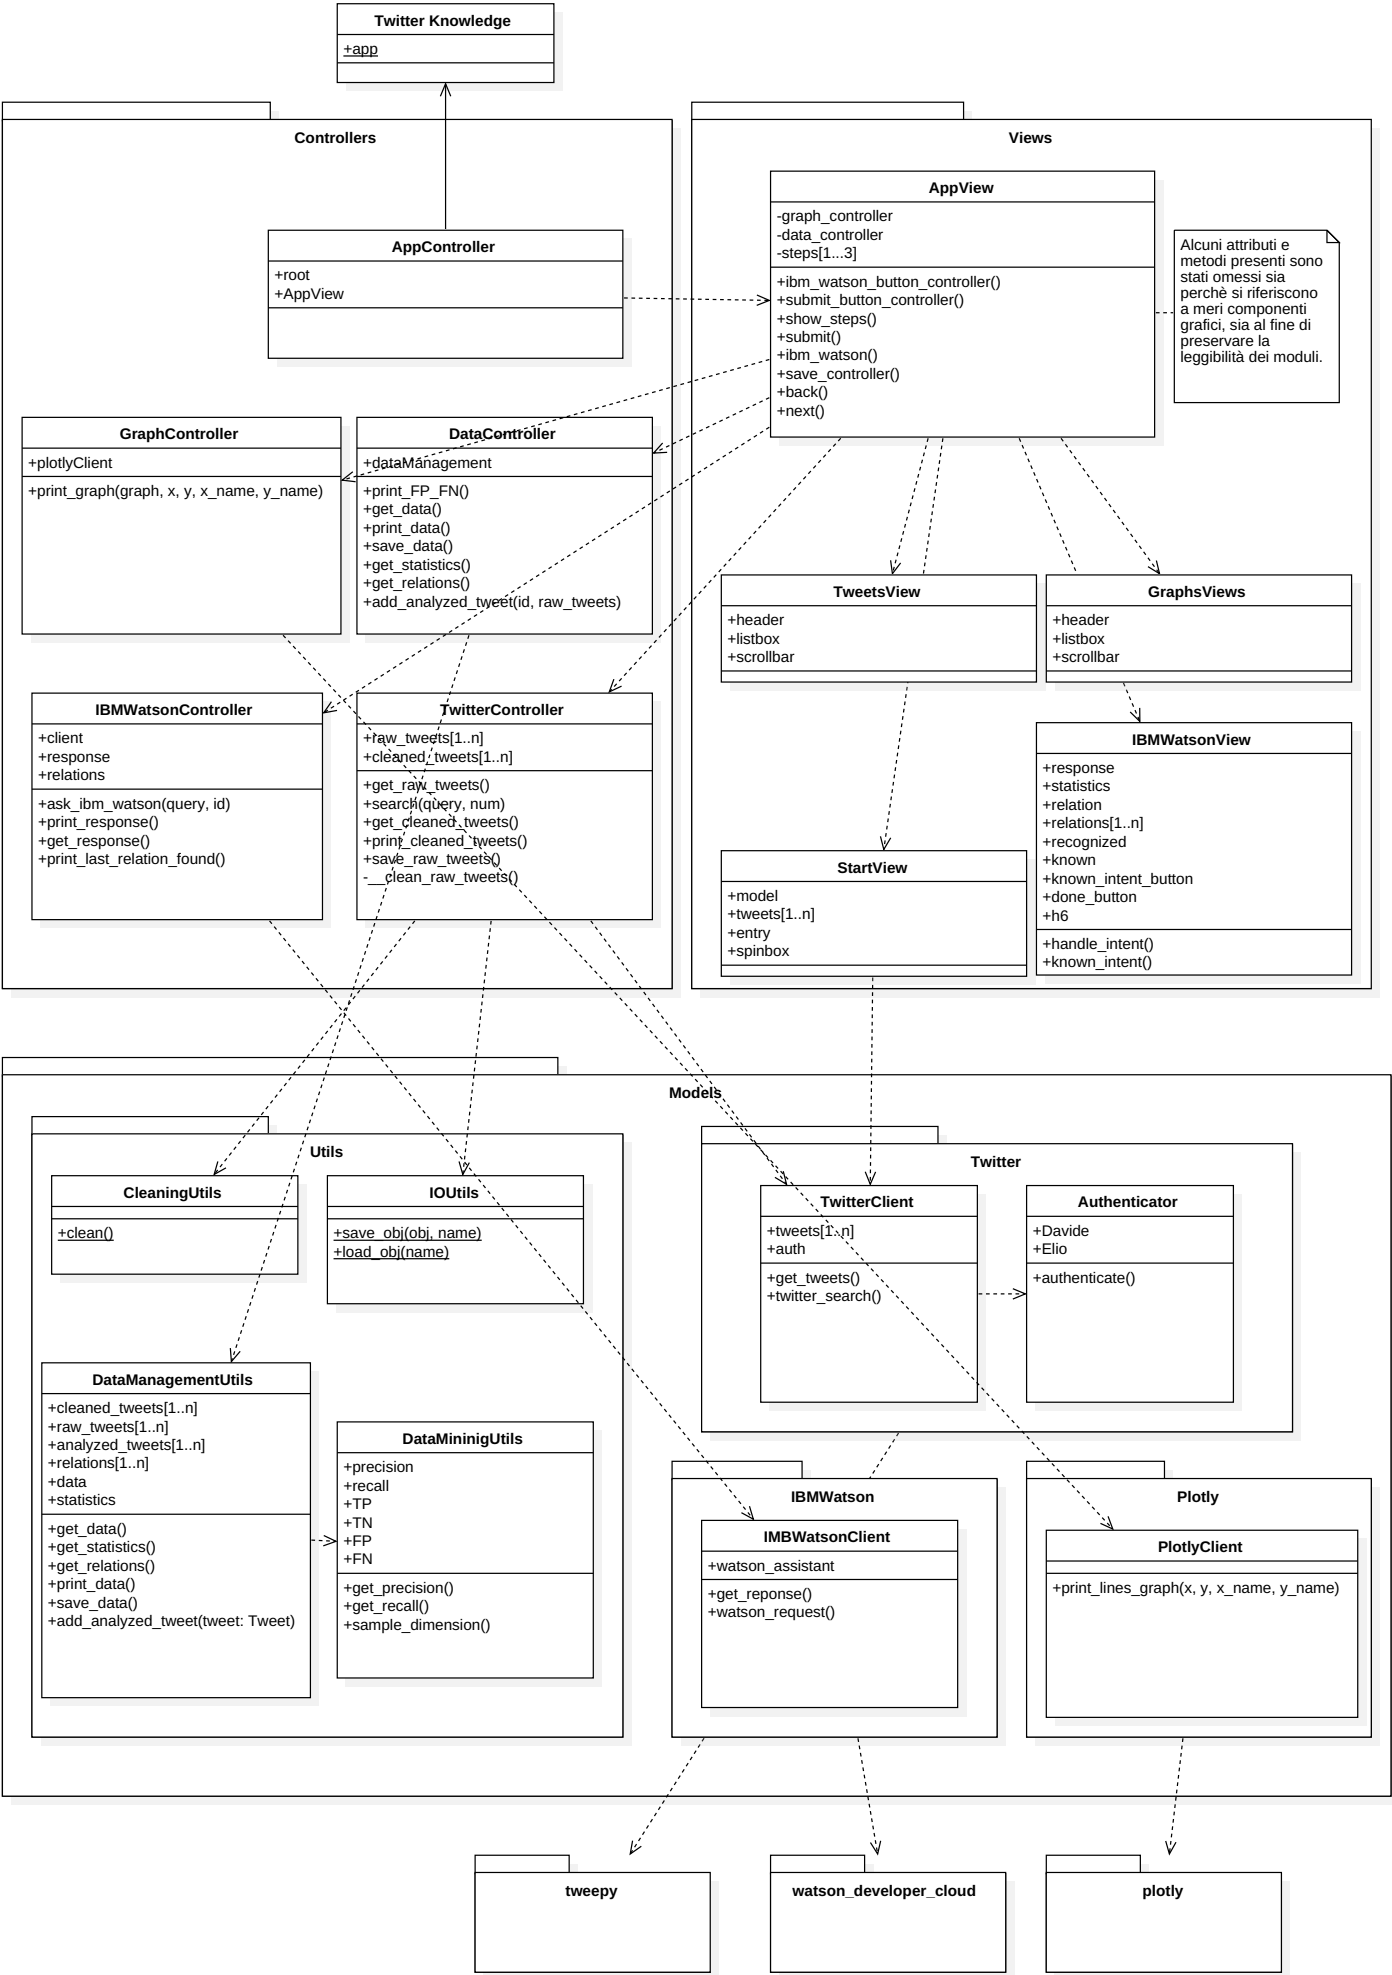 Twitter Knowledge
+app
Controllers
AppController
+root
+AppView
GraphController
+plotlyClient
+print_graph(graph, x, y, x_name, y_name)
DataController
+dataManagement
+print_FP_FN()
+get_data()
+print_data()
+save_data()
+get_statistics()
+get_relations()
+add_analyzed_tweet(id, raw_tweets)
IBMWatsonController
+client
+response
+relations
+ask_ibm_watson(query, id)
+print_response()
+get_response()
+print_last_relation_found()
TwitterController
+raw_tweets[1..n]
+cleaned_tweets[1..n]
+get_raw_tweets()
+search(query, num)
+get_cleaned_tweets()
+print_cleaned_tweets()
+save_raw_tweets()
-__clean_raw_tweets()
Views
AppView
-graph_controller
-data_controller
-steps[1...3]
+ibm_watson_button_controller()
+submit_button_controller()
+show_steps()
+submit()
+ibm_watson()
+save_controller()
+back()
+next()
Alcuni attributi e
metodi presenti sono
stati omessi sia
perchè si riferiscono
a meri componenti
grafici, sia al fine di
preservare la
leggibilità dei moduli.
TweetsView
+header
+listbox
+scrollbar
GraphsViews
+header
+listbox
+scrollbar
StartView
+model
+tweets[1..n]
+entry
+spinbox
IBMWatsonView
+response
+statistics
+relation
+relations[1..n]
+recognized
+known
+known_intent_button
+done_button
+h6
+handle_intent()
+known_intent()
Models
Utils
CleaningUtils
+clean()
IOUtils
+save_obj(obj, name)
+load_obj(name)
DataManagementUtils
+cleaned_tweets[1..n]
+raw_tweets[1..n]
+analyzed_tweets[1..n]
+relations[1..n]
+data
+statistics
+get_data()
+get_statistics()
+get_relations()
+print_data()
+save_data()
+add_analyzed_tweet(tweet: Tweet)
DataMininigUtils
+precision
+recall
+TP
+TN
+FP
+FN
+get_precision()
+get_recall()
+sample_dimension()
Twitter
TwitterClient
+tweets[1..n]
+auth
+get_tweets()
+twitter_search()
Authenticator
+Davide
+Elio
+authenticate()
IBMWatson
IMBWatsonClient
+watson_assistant
+get_reponse()
+watson_request()
Plotly
PlotlyClient
+print_lines_graph(x, y, x_name, y_name)
tweepy
watson_developer_cloud
plotly